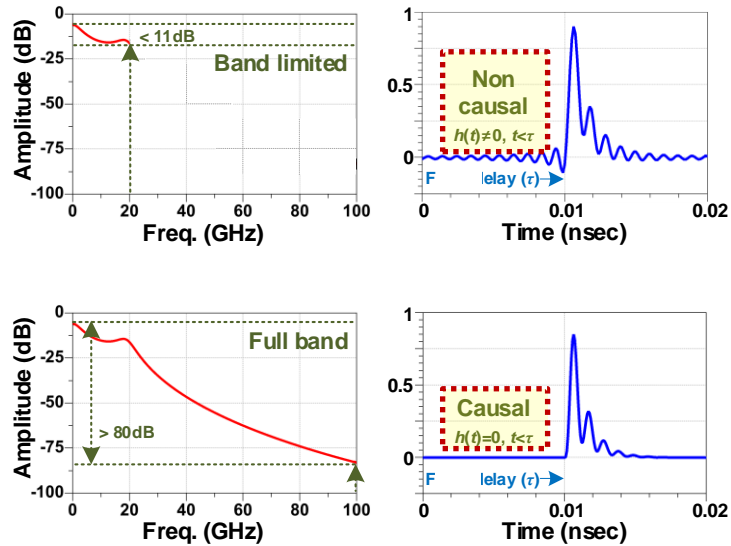 Amplitude (dB)
0
-25
-50
-75
-100
< 11dB
Band limited
0
20
40
60
80
100
Freq. (GHz)
1
0.5
0
Non
causal
h(t)≠0, t<τ
F
lelay (τ)
0
0.01
0.02
Time (nsec)
Amplitude (dB)
0
-25
-50
-75
-100
Full band
> 80dB
0
20
40
60
80
100
Freq. (GHz)
1
0.5
0
Causal
h(t)=0, t<τ
F
lelay (τ)
0
0.01
0.02
Time (nsec)